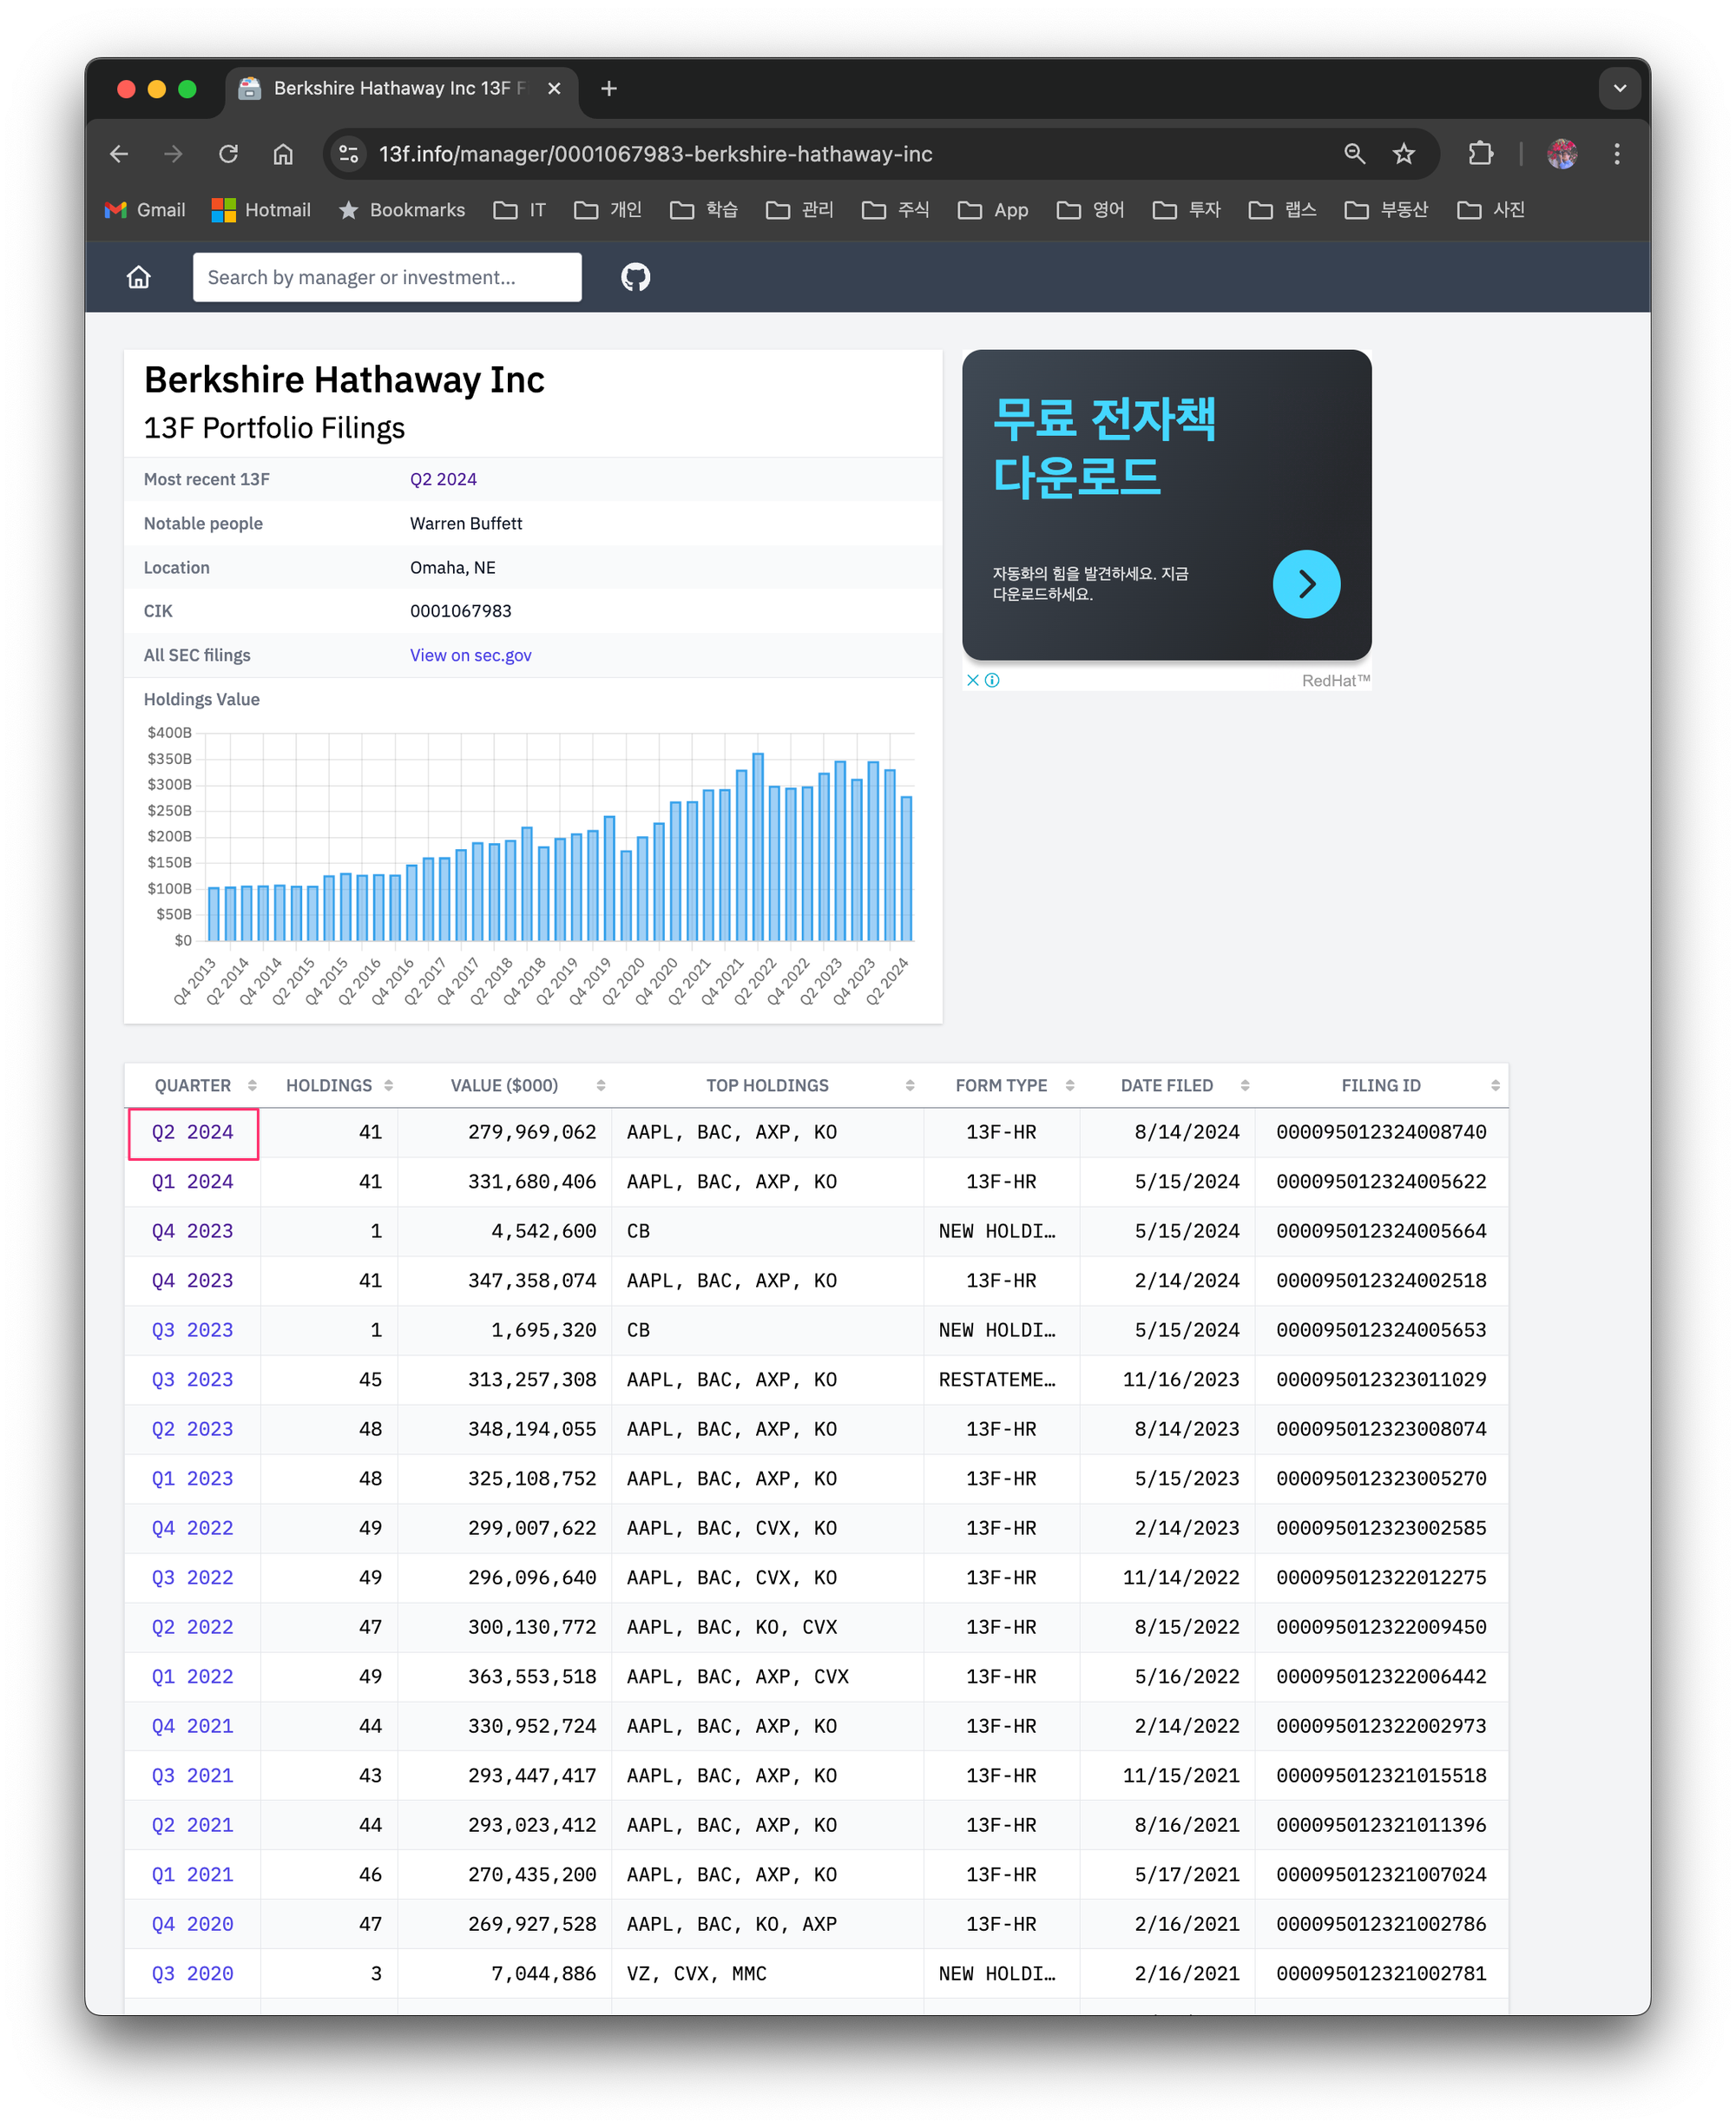 Berkshire Hathaway Inc 13F F
13f.info/manager/0001067983-berkshire-hathaway-inc
Gmail Hotmail Bookmarks IT 개인 학습 관리 주식 App 영어 투자 랩스 부동산 사진
Search by manager or investment...
Berkshire Hathaway Inc
13F Portfolio Filings
Most recent 13F Q2 2024
Notable people Warren Buffett
Location Omaha, NE
CIK 0001067983
All SEC filings View on sec.gov
Holdings Value
$400B
$350B
$300B
$250B
$200B
$150B
$100B
$50B
$0
Q4 2013 Q2 2014 Q4 2014 Q2 2015 Q4 2015 Q2 2016 Q4 2016 Q2 2017 Q4 2017 Q2 2018 Q4 2018 Q2 2019 Q4 2019 Q2 2020 Q4 2020 Q2 2021 Q4 2021 Q2 2022 Q4 2022 Q2 2023 Q4 2023 Q2 2024
무료 전자책
다운로드
자동화의 힘을 발견하세요. 지금
다운로드하세요.
RedHat™
QUARTER HOLDINGS VALUE ($000) TOP HOLDINGS FORM TYPE DATE FILED FILING ID
Q2 2024 41 279,969,062 AAPL, BAC, AXP, KO 13F-HR 8/14/2024 000095012324008740
Q1 2024 41 331,680,406 AAPL, BAC, AXP, KO 13F-HR 5/15/2024 000095012324005622
Q4 2023 1 4,542,600 CB NEW HOLDI… 5/15/2024 000095012324005664
Q4 2023 41 347,358,074 AAPL, BAC, AXP, KO 13F-HR 2/14/2024 000095012324002518
Q3 2023 1 1,695,320 CB NEW HOLDI… 5/15/2024 000095012324005653
Q3 2023 45 313,257,308 AAPL, BAC, AXP, KO RESTATEME… 11/16/2023 000095012323011029
Q2 2023 48 348,194,055 AAPL, BAC, AXP, KO 13F-HR 8/14/2023 000095012323008074
Q1 2023 48 325,108,752 AAPL, BAC, AXP, KO 13F-HR 5/15/2023 000095012323005270
Q4 2022 49 299,007,622 AAPL, BAC, CVX, KO 13F-HR 2/14/2023 000095012323002585
Q3 2022 49 296,096,640 AAPL, BAC, CVX, KO 13F-HR 11/14/2022 000095012322012275
Q2 2022 47 300,130,772 AAPL, BAC, KO, CVX 13F-HR 8/15/2022 000095012322009450
Q1 2022 49 363,553,518 AAPL, BAC, AXP, CVX 13F-HR 5/16/2022 000095012322006442
Q4 2021 44 330,952,724 AAPL, BAC, AXP, KO 13F-HR 2/14/2022 000095012322002973
Q3 2021 43 293,447,417 AAPL, BAC, AXP, KO 13F-HR 11/15/2021 000095012321015518
Q2 2021 44 293,023,412 AAPL, BAC, AXP, KO 13F-HR 8/16/2021 000095012321011396
Q1 2021 46 270,435,200 AAPL, BAC, AXP, KO 13F-HR 5/17/2021 000095012321007024
Q4 2020 47 269,927,528 AAPL, BAC, KO, AXP 13F-HR 2/16/2021 000095012321002786
Q3 2020 3 7,044,886 VZ, CVX, MMC NEW HOLDI… 2/16/2021 000095012321002781